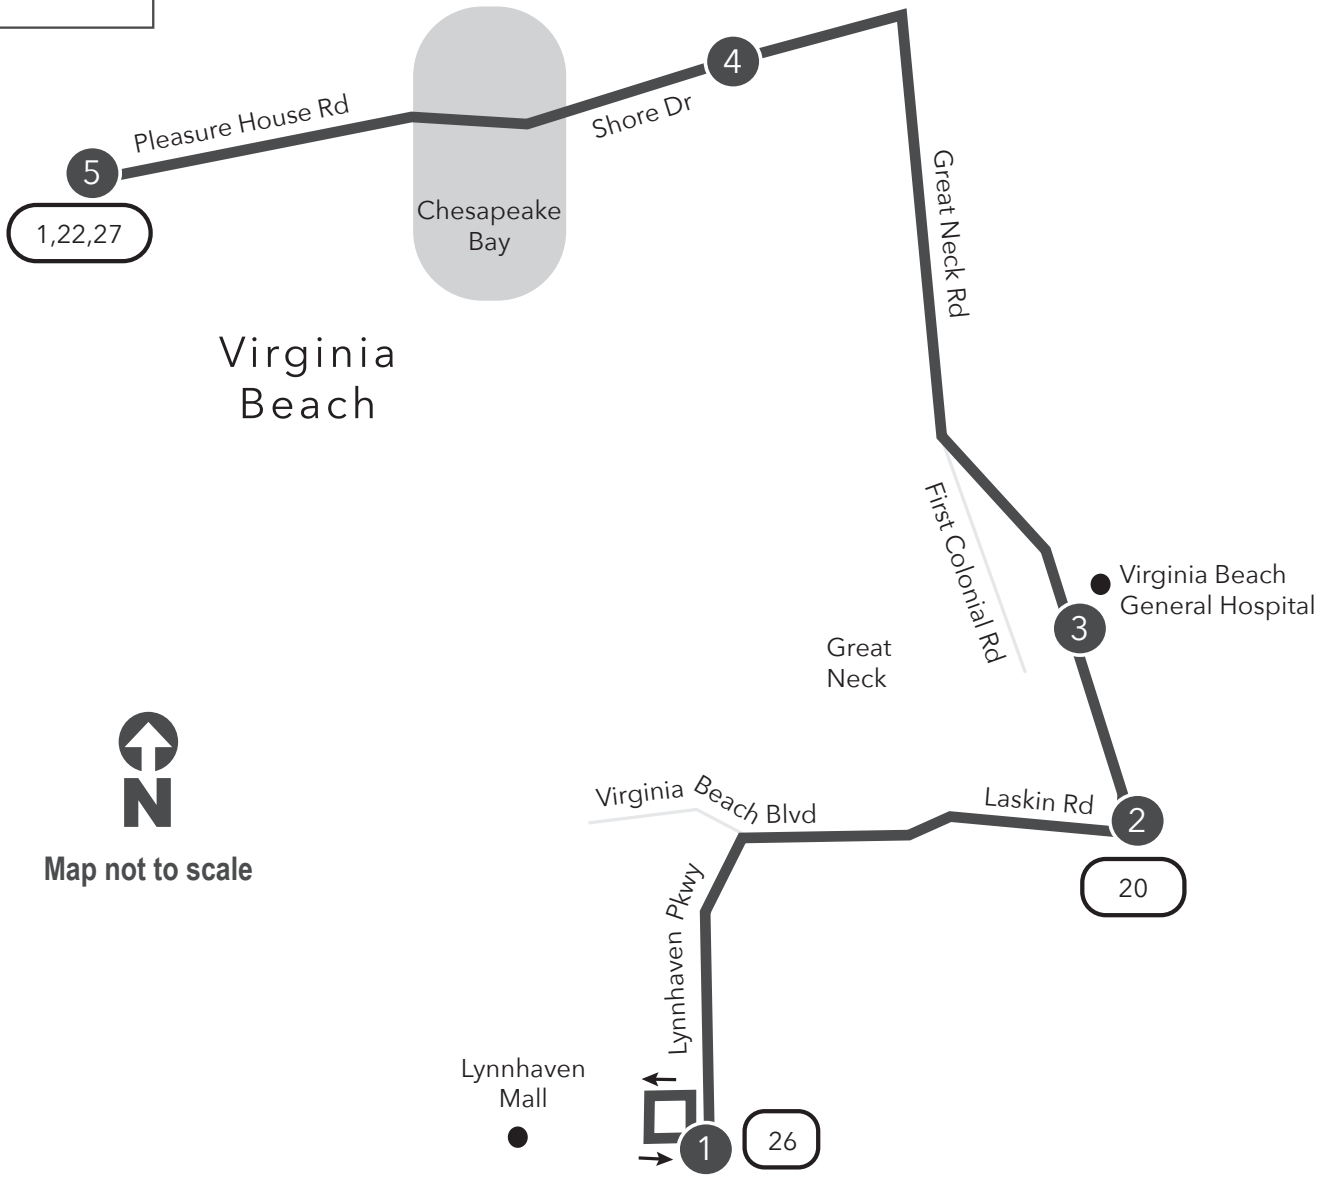 4
Pleasure House Rd
Shore Dr
5
1,22,27
Chesapeake
Bay
Great Neck Rd
Virginia
Beach
First Colonial Rd
Virginia Beach
General Hospital
3
Great
Neck
N
Map not to scale
Virginia Beach Blvd
Laskin Rd
2
20
Lynnhaven Pkwy
Lynnhaven
Mall
1
26